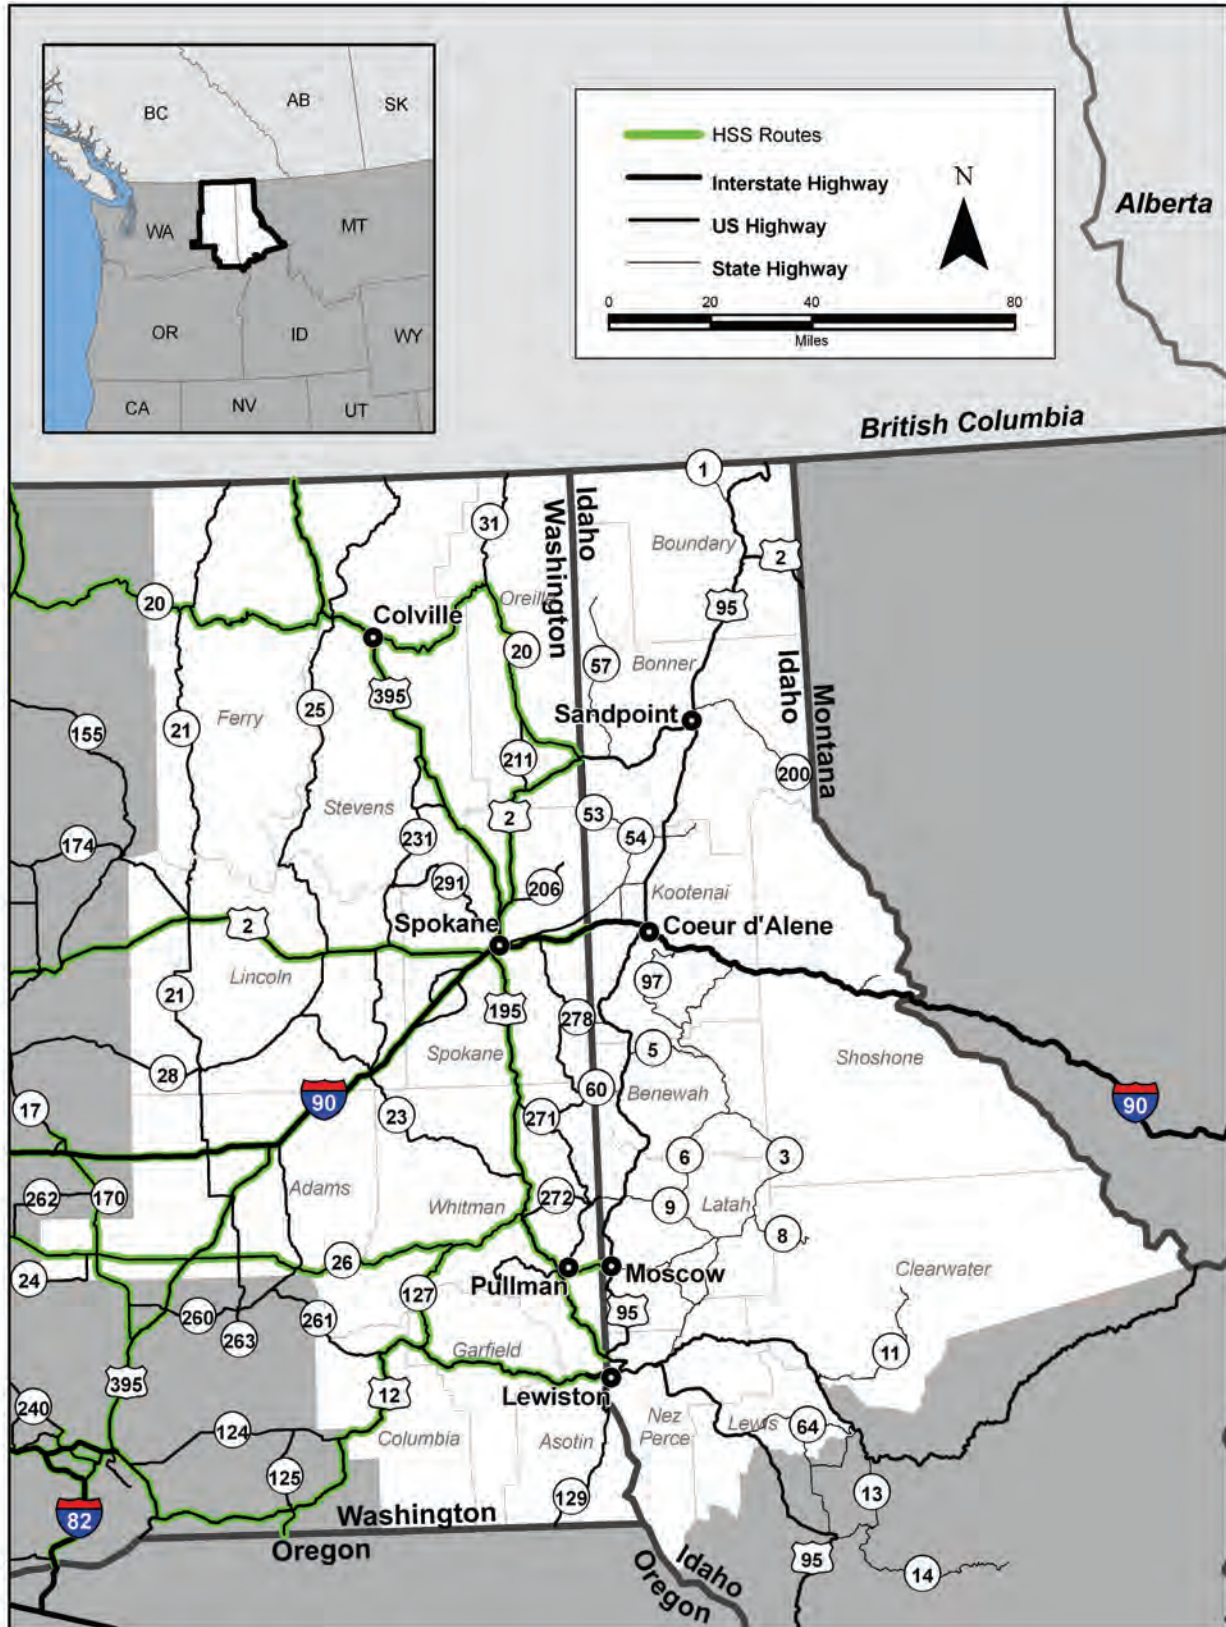 BC
AB
SK
WA
MT
OR
ID
WY
CA
NV
UT
HSS Routes
Interstate Highway
US Highway
State Highway
N
0 20 40 80
Miles
Alberta
British Columbia
1
Idaho
Washington
31
Boundary
2
20
95
Oreille
Colville
20
57
Bonner
Idaho
Montana
395
25
Ferry
Sandpoint
21
155
211
200
Stevens
2
53
231
54
174
291
206
Kootenai
2
Spokane
Coeur d'Alene
Lincoln
97
21
195
278
5
Spokane
Shoshone
28
60
Benewah
90
90
17
23
271
6
3
262
170
Adams
Whitman
272
9
Latah
8
26
24
Pullman
Moscow
Clearwater
127
260
261
95
263
Garfield
11
395
12
Lewiston
240
124
Columbia
Asotin
Nez
Perce
Lewis
64
125
129
13
82
Washington
Oregon
Idaho
Oregon
95
14